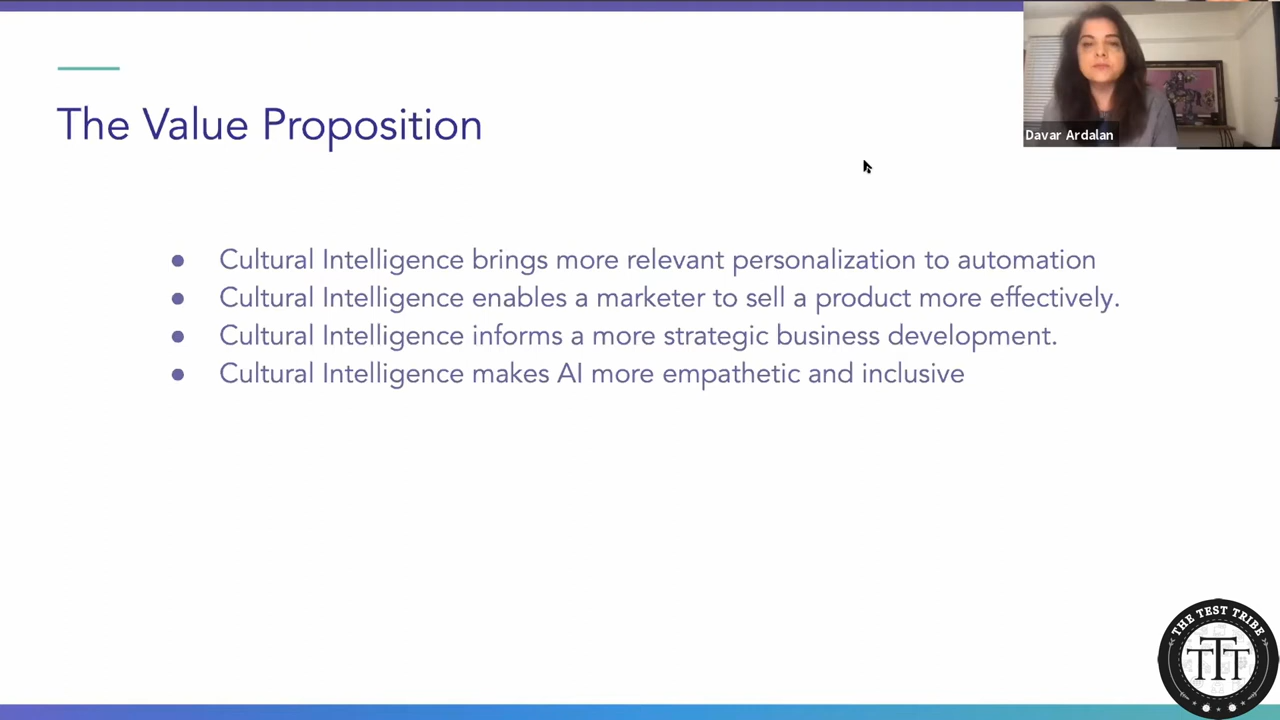 The Value Proposition
Davar Ardalan
● Cultural Intelligence brings more relevant personalization to automation
● Cultural Intelligence enables a marketer to sell a product more effectively.
● Cultural Intelligence informs a more strategic business development.
● Cultural Intelligence makes AI more empathetic and inclusive
THE TEST TRIBE
TTT